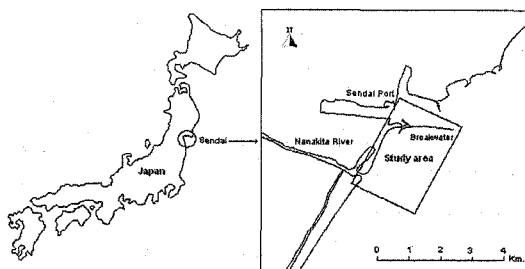 N
Sendai Port
Sendai
Nanakita River
Breakwater
Study area
Japan
0 1 2 3 4
Km.